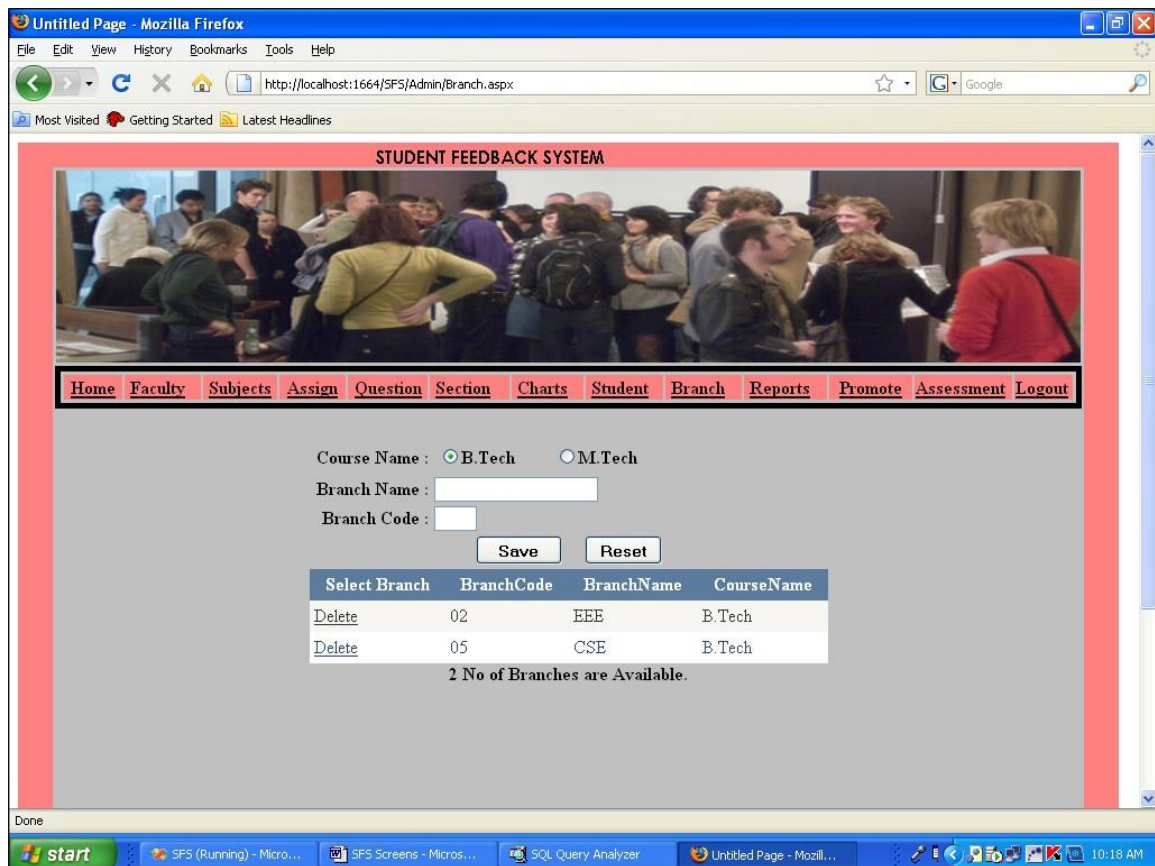 Untitled Page - Mozilla Firefox
File Edit View History Bookmarks Tools Help
http://localhost:1664/SFS/Admin/Branch.aspx G Google
Most Visited Getting Started Latest Headlines
STUDENT FEEDBACK SYSTEM
Home Faculty Subjects Assign Question Section Charts Student Branch Reports Promote Assessment Logout
Course Name : B.Tech M.Tech
Branch Name :
Branch Code :
Save Reset
Select Branch BranchCode BranchName CourseName
Delete 02 EEE B.Tech
Delete 05 CSE B.Tech
2 No of Branches are Available.
Done
start SFS (Running) - Micro... SFS Screens - Micros... SQL Query Analyzer Untitled Page - Mozill... 10:18 AM